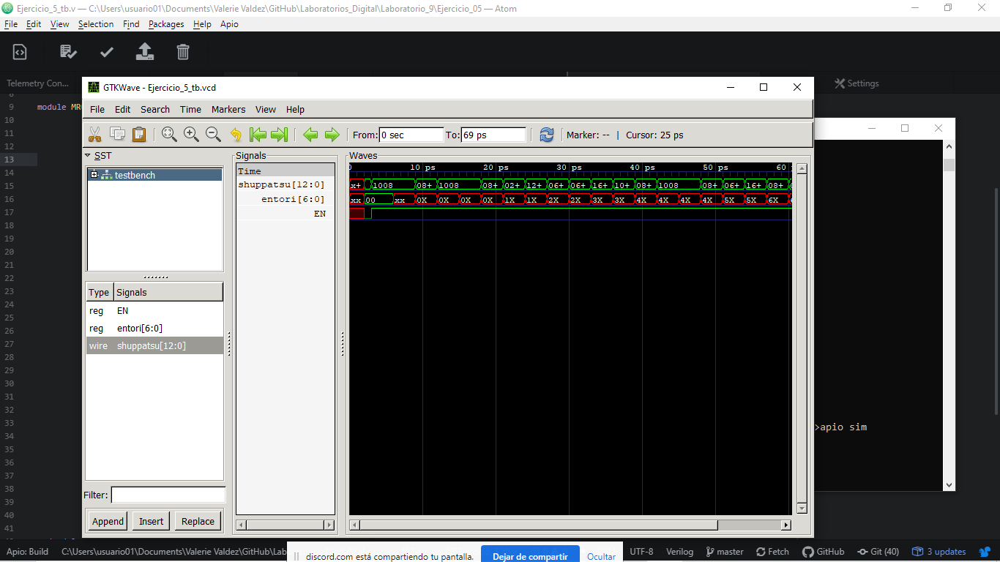 Ejercicio_5_tb.v — C:\Users\usuario01\Documents\Valerie Valdez\GitHub\Laboratorios_Digital\Laboratorio_9\Ejercicio_05 — Atom
File Edit View Selection Find Packages Help Apio
Telemetry Con...
Settings
GTKWave - Ejercicio_5_tb.vcd
File Edit Search Time Markers View Help
From: 0 sec To: 69 ps Marker: -- | Cursor: 25 ps
SST
testbench
Type Signals
reg EN
reg entori[6:0]
wire shuppatsu[12:0]
Filter:
Append Insert Replace
Signals
Time
shuppatsu[12:0]
entori[6:0]
EN
Waves
0 10 ps 20 ps 30 ps 40 ps 50 ps 60
x+ 1008 08+ 1008 08+ 02+ 12+ 06+ 06+ 16+ 10+ 08+ 1008 08+ 06+ 16+ 08+
xx 00 xx 0X 0X 0X 0X 1X 1X 2X 2X 3X 3X 4X 4X 4X 4X 5X 5X 6X
8
9 module MR
10
11
12
13
14
15
16
17
18
19
20
21
22
23
24
25
26
27
28
29
30
31
32
33
34
35
36
37
38
39
40
41
>apio sim
Apio: Build C:\Users\usuario01\Documents\Valerie Valdez\GitHub\Lab
discord.com está compartiendo tu pantalla. Dejar de compartir Ocultar
UTF-8 Verilog master Fetch GitHub Git (40) 3 updates